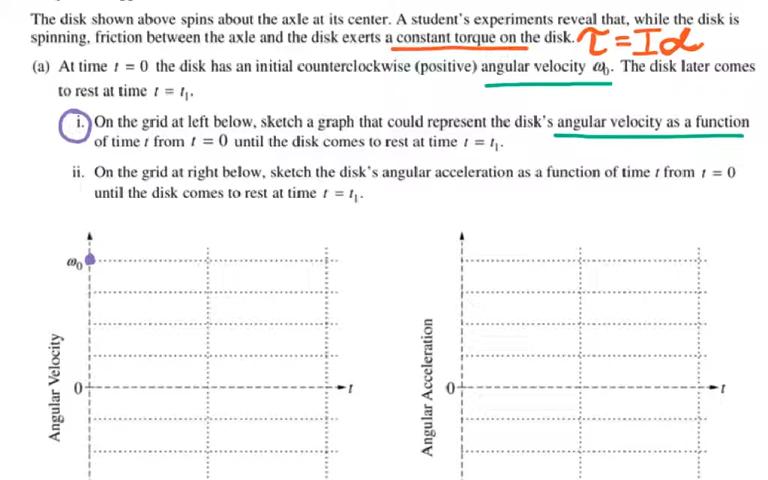 The disk shown above spins about the axle at its center. A student's experiments reveal that, while the disk is
spinning, friction between the axle and the disk exerts a constant torque on the disk. τ = Iα
(a) At time t = 0 the disk has an initial counterclockwise (positive) angular velocity ω₀. The disk later comes
to rest at time t = t₁.
i. On the grid at left below, sketch a graph that could represent the disk's angular velocity as a function
of time t from t = 0 until the disk comes to rest at time t = t₁.
ii. On the grid at right below, sketch the disk's angular acceleration as a function of time t from t = 0
until the disk comes to rest at time t = t₁.
ω₀
Angular Velocity
0
t
Angular Acceleration
0
t